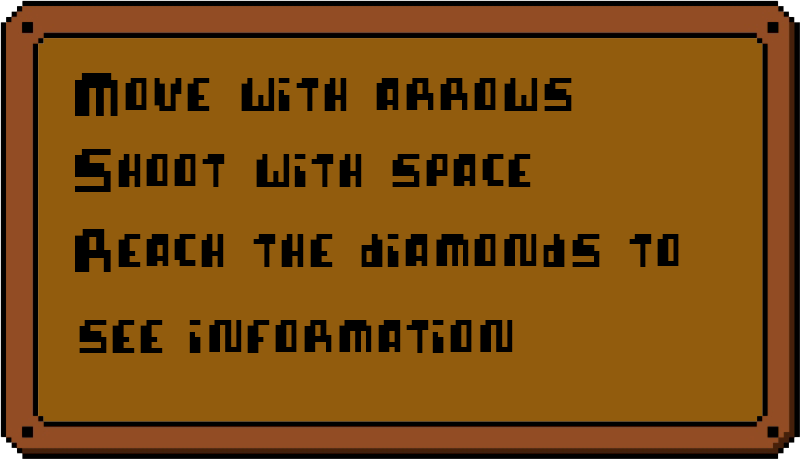 Move with arrows
Shoot with space
Reach the diamonds to
see information